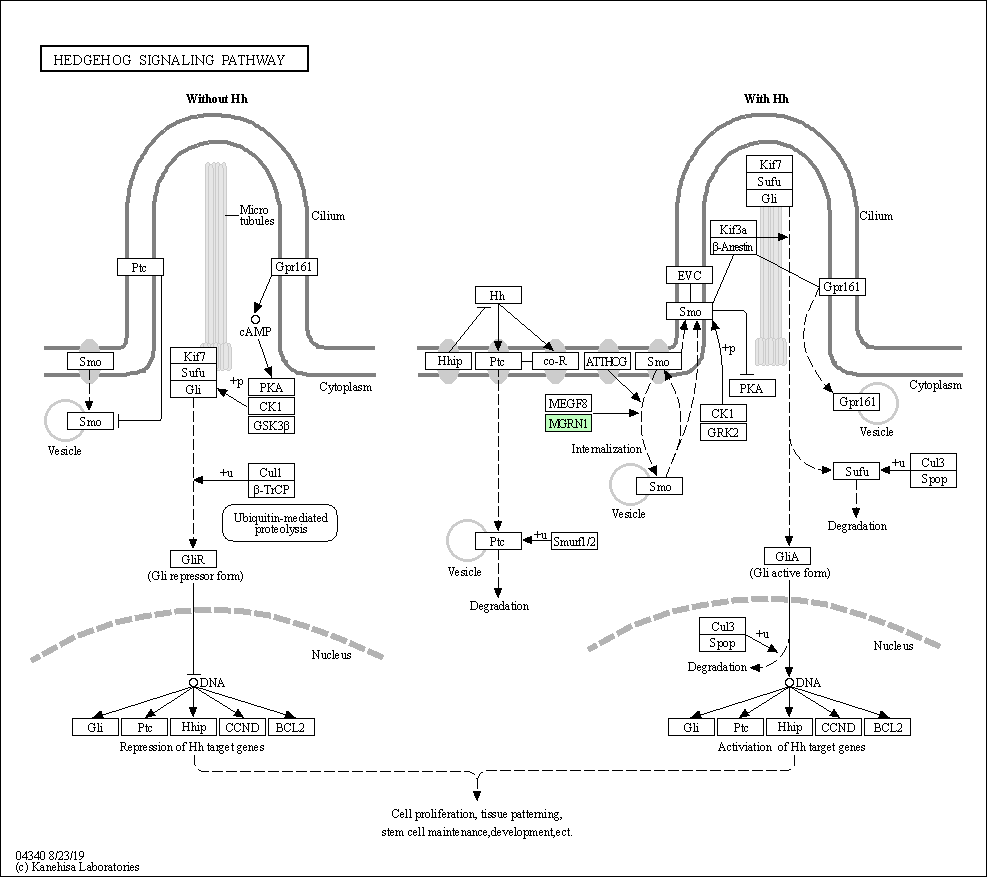 HEDGEHOG SIGNALING PATHWAY
Without Hh
Micro
tubules
Cilium
Ptc
Gpr161
cAMP
Smo
Kif7
Sufu
Gli
+p
PKA
CK1
GSK3β
Cytoplasm
Smo
Vesicle
+u
Cul1
β-TrCP
Ubiquitin-mediated
proteolysis
GliR
(Gli repressor form)
Nucleus
DNA
Gli
Ptc
Hhip
CCND
BCL2
Repression of Hh target genes
With Hh
Kif7
Sufu
Gli
Cilium
Kif3a
β-Arrestin
EVC
Gpr161
Hh
Smo
Hhip
Ptc
co-R
ATTHOG
Smo
+p
PKA
Cytoplasm
MEGF8
MGRN1
CK1
GRK2
Gpr161
Vesicle
Internalization
Smo
Vesicle
Sufu
+u
Cul3
Spop
Degradation
Ptc
+u
Smurf1/2
Vesicle
Degradation
GliA
(Gli active form)
Cul3
Spop
+u
Degradation
Nucleus
DNA
Gli
Ptc
Hhip
CCND
BCL2
Activiation of Hh target genes
Cell proliferation, tissue patterning,
stem cell maintenance,development,ect.
04340 8/23/19
(c) Kanehisa Laboratories